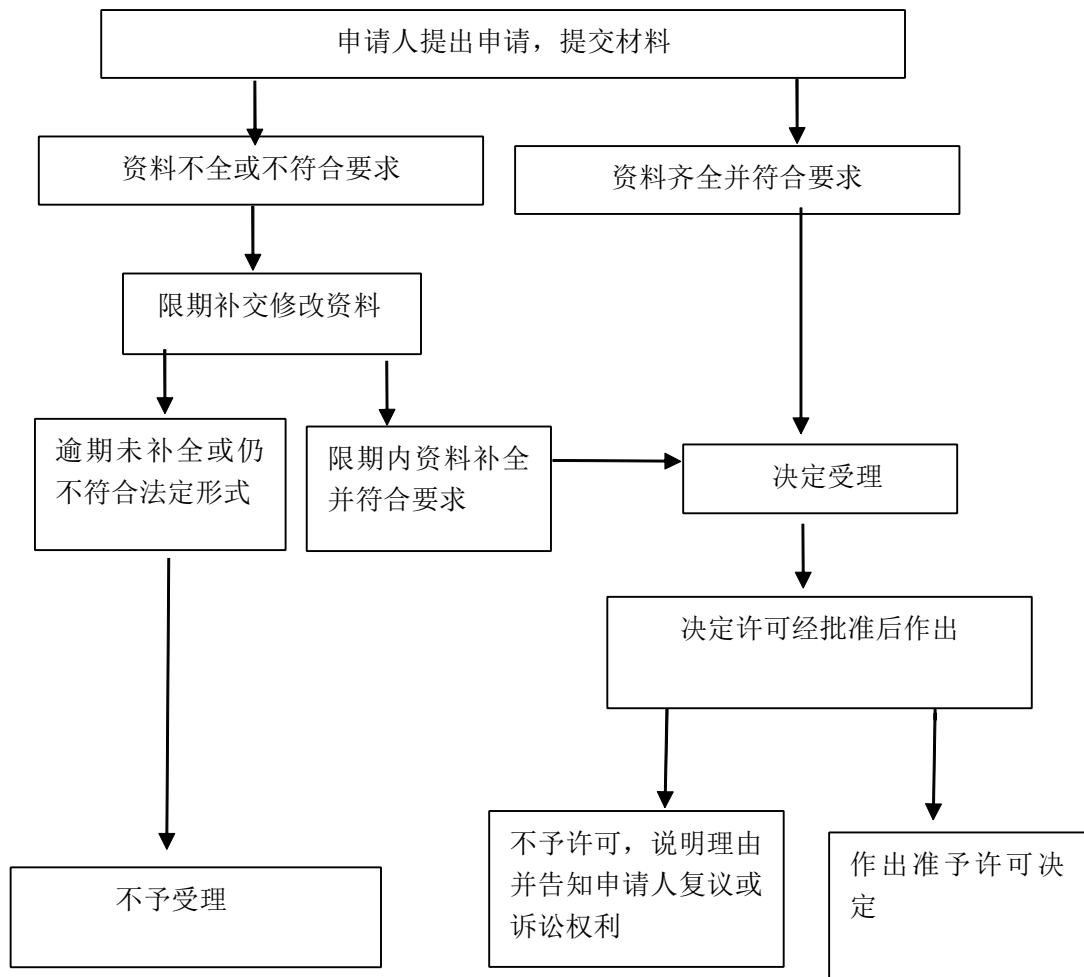 申请人提出申请，提交材料
资料不全或不符合要求
资料齐全并符合要求
限期补交修改资料
逾期未补全或仍
不符合法定形式
限期内资料补全
并符合要求
决定受理
决定许可经批准后作出
不予许可，说明理由
并告知申请人复议或
诉讼权利
作出准予许可决
定
不予受理